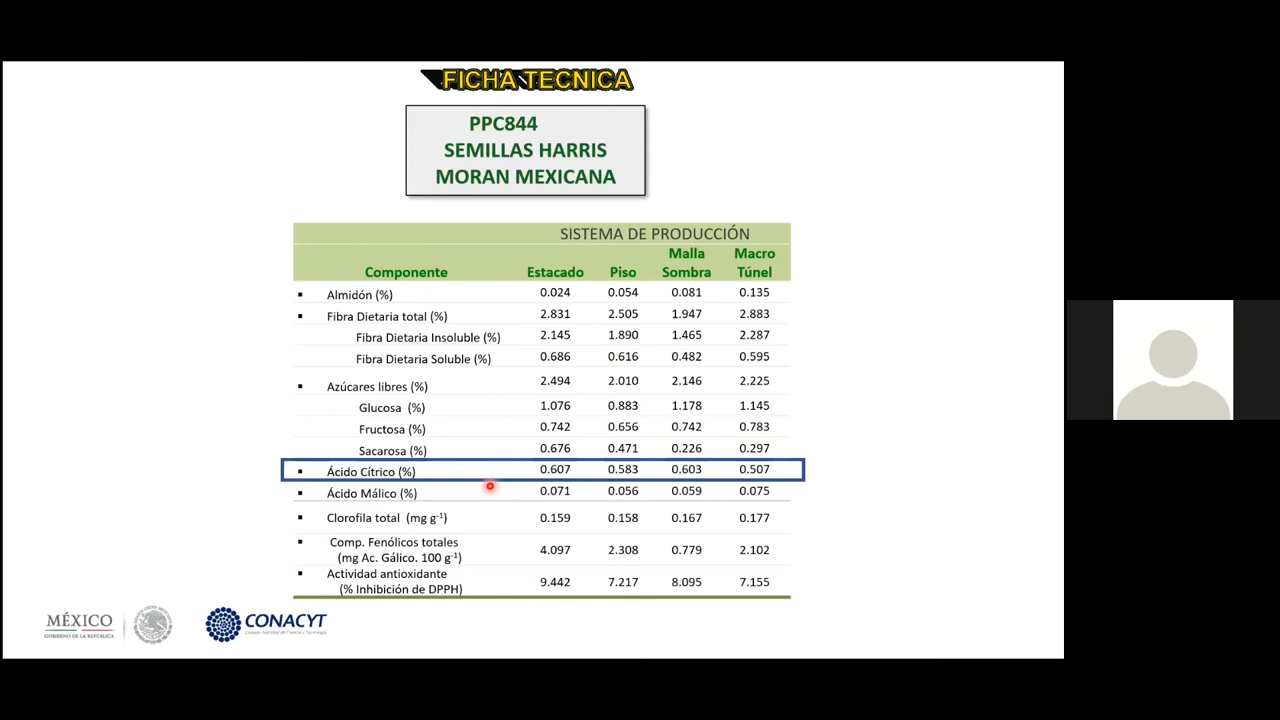 FICHA TECNICA
PPC844
SEMILLAS HARRIS
MORAN MEXICANA
SISTEMA DE PRODUCCIÓN
Componente Estacado Piso Malla Sombra Macro Túnel
Almidón (%) 0.024 0.054 0.081 0.135
Fibra Dietaria total (%) 2.831 2.505 1.947 2.883
Fibra Dietaria Insoluble (%) 2.145 1.890 1.465 2.287
Fibra Dietaria Soluble (%) 0.686 0.616 0.482 0.595
Azúcares libres (%) 2.494 2.010 2.146 2.225
Glucosa (%) 1.076 0.883 1.178 1.145
Fructosa (%) 0.742 0.656 0.742 0.783
Sacarosa (%) 0.676 0.471 0.226 0.297
Ácido Cítrico (%) 0.607 0.583 0.603 0.507
Ácido Málico (%) 0.071 0.056 0.059 0.075
Clorofila total (mg g⁻¹) 0.159 0.158 0.167 0.177
Comp. Fenólicos totales
(mg Ac. Gálico. 100 g⁻¹) 4.097 2.308 0.779 2.102
Actividad antioxidante
(% Inhibición de DPPH) 9.442 7.217 8.095 7.155
MÉXICO
GOBIERNO DE LA REPÚBLICA
CONACYT
Consejo Nacional de Ciencia y Tecnología